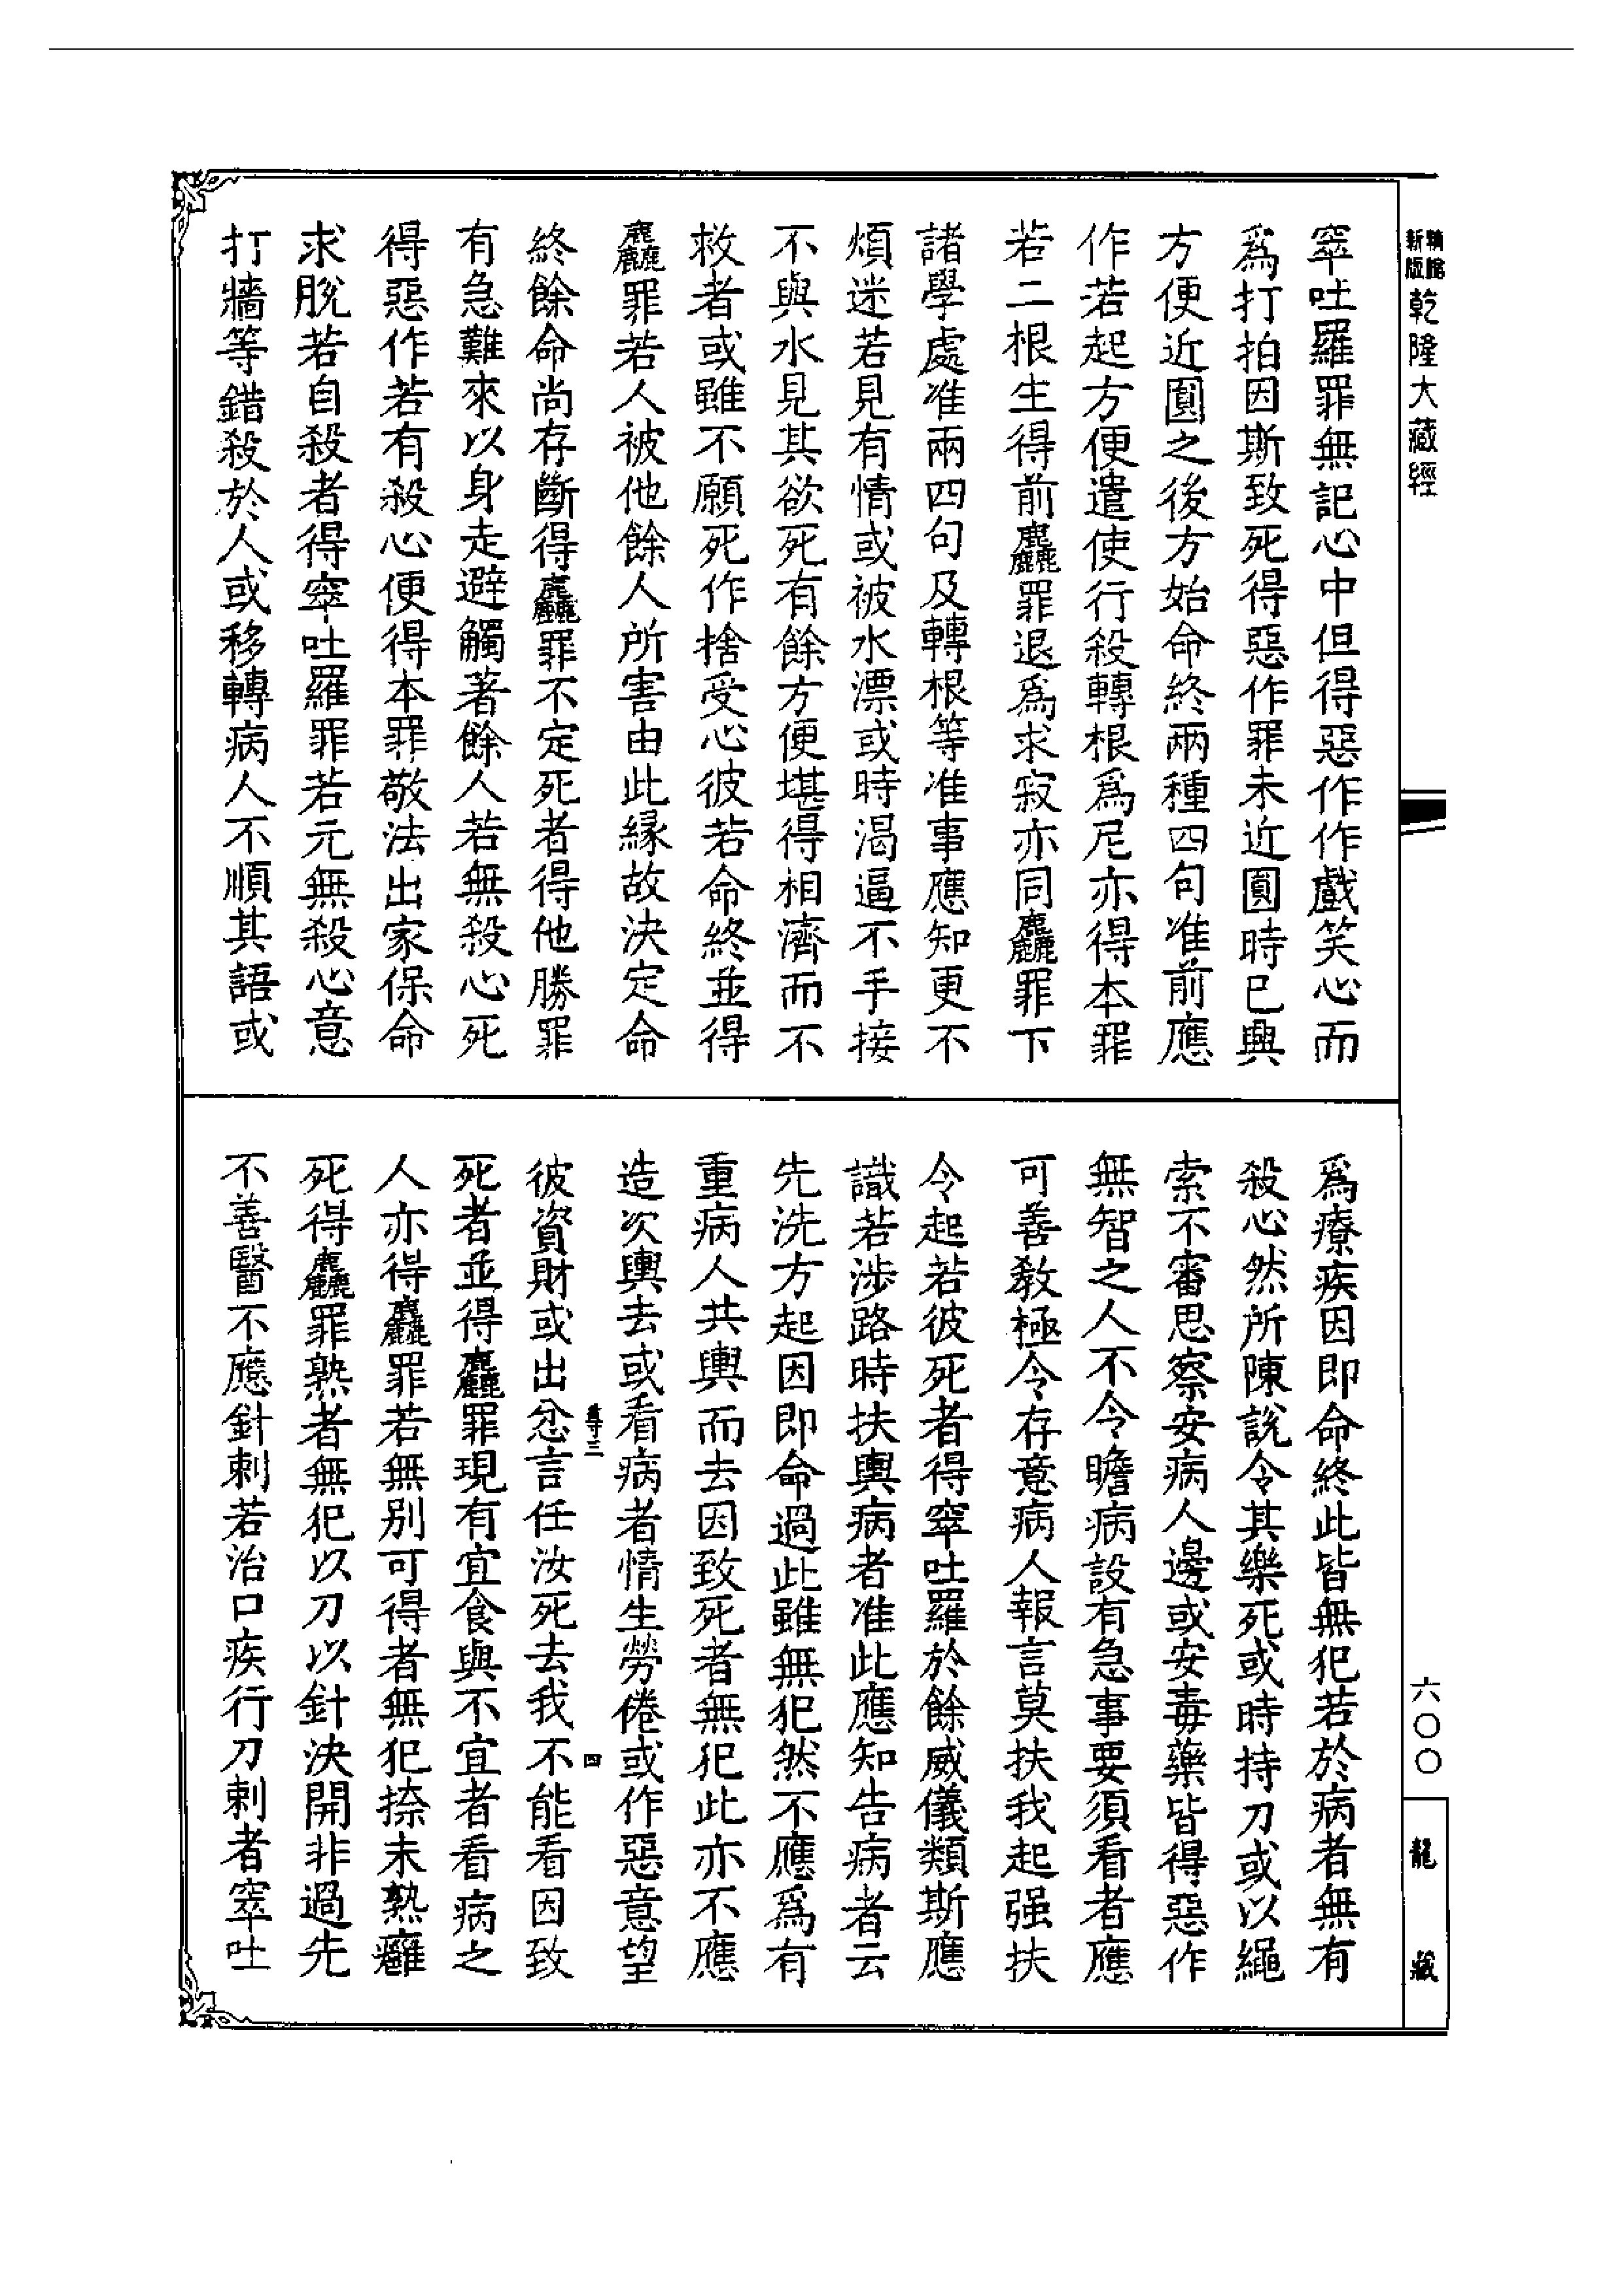 新版
乾隆大藏經
窣吐羅罪無記心中但得惡作作戲笑心而
爲打拍因斯致死得惡作罪未近圓時已興
方便近圓之後方始命終兩種四句准前應
作若起方便遣使行殺轉根爲尼亦得本罪
若二根生得前麤罪退爲求寂亦同麤罪下
諸學處准兩四句及轉根等准事應知更不
煩迷若見有情或被水漂或時渴逼不手接
不與水見其欲死有餘方便堪得相濟而不
救者或雖不願死作捨受心彼若命終並得
麤罪若人被他餘人所害由此緣故決定命
終餘命尚存斷得麤罪不定死者得他勝罪
有急難來以身走避觸著餘人若無殺心死
得惡作若有殺心便得本罪敬法出家保命
求脫若自殺者得窣吐羅罪若元無殺心意
打牆等錯殺於人或移轉病人不順其語或
爲療疾因即命終此皆無犯若於病者無有
殺心然所陳說令其樂死或時持刀或以繩
索不審思察安病人邊或安毒藥皆得惡作
無智之人不令瞻病設有急事要須看者應
可善教極令存意病人報言莫扶我起强扶
令起若彼死者得窣吐羅於餘威儀類斯應
識若涉路時扶輿病者准此應知告病者云
先洗方起因即命過此雖無犯然不應爲有
重病人共輿而去因致死者無犯此亦不應
造次輿去或看病者情生勞倦或作惡意望
彼資財或出忿言任汝死去我不能看因致
死者並得麤罪現有宜食與不宜者看病之
人亦得麤罪若無別可得者無犯捺未熟癰
死得麤罪熟者無犯以刀以針決開非過先
不善醫不應針刺若治口疾行刀刺者窣吐
六〇〇
龍藏